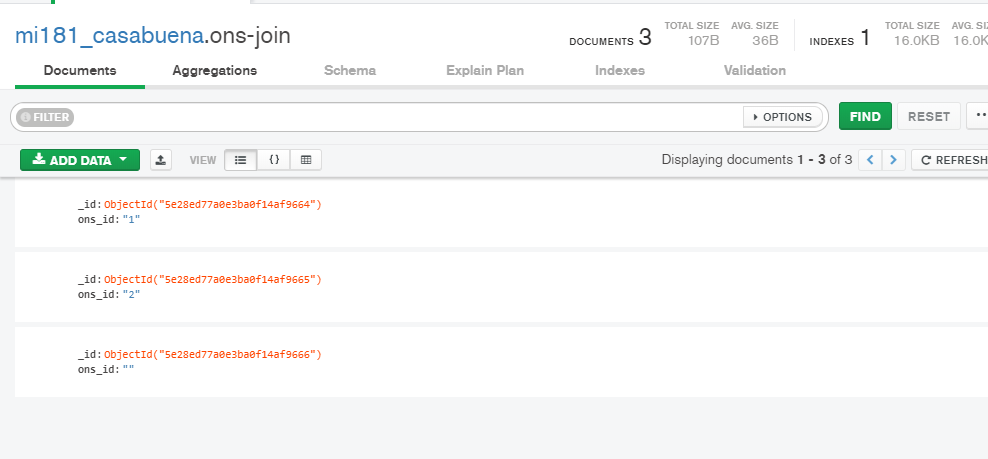 mi181_casabuena.ons-join
DOCUMENTS 3 TOTAL SIZE 107B AVG. SIZE 36B INDEXES 1 TOTAL SIZE 16.0KB AVG. SI 16.0K
Documents Aggregations Schema Explain Plan Indexes Validation
FILTER OPTIONS FIND RESET
ADD DATA VIEW {} Displaying documents 1 - 3 of 3 < > REFRESH
_id: ObjectId("5e28ed77a0e3ba0f14af9664")
ons_id: "1"
_id: ObjectId("5e28ed77a0e3ba0f14af9665")
ons_id: "2"
_id: ObjectId("5e28ed77a0e3ba0f14af9666")
ons_id: ""